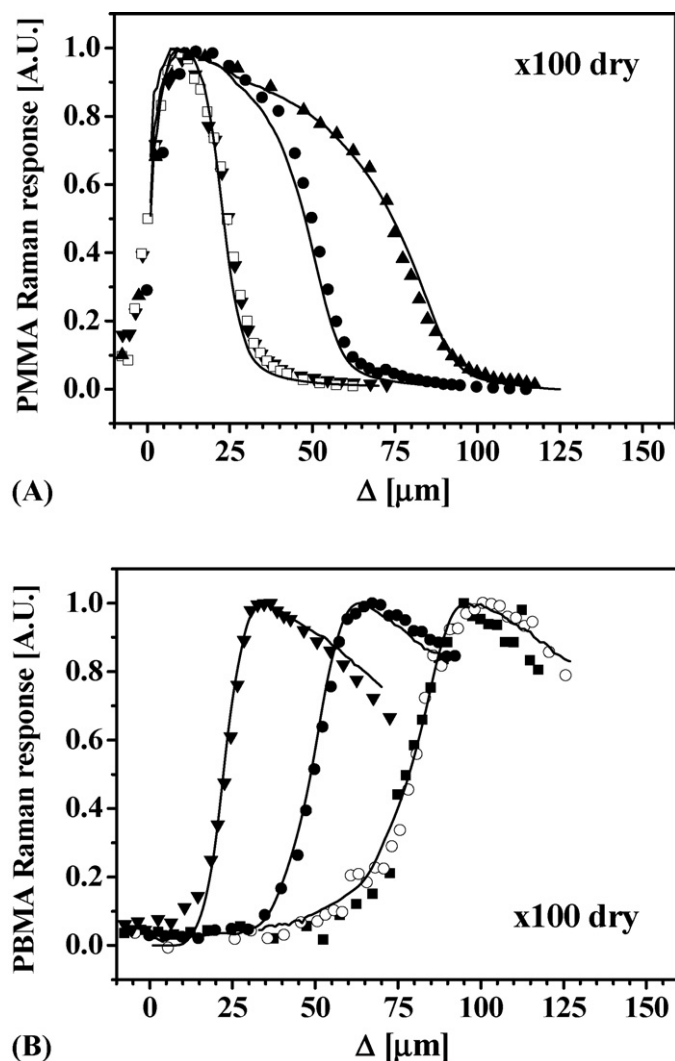 x100 dry
PMMA Raman response [A.U.]
1.0
0.8
0.6
0.4
0.2
0.0
0 25 50 75 100 125 150
Δ [μm]
(A)
PBMA Raman response [A.U.]
1.0
0.8
0.6
0.4
0.2
0.0
x100 dry
0 25 50 75 100 125
Δ [μm]
(B)